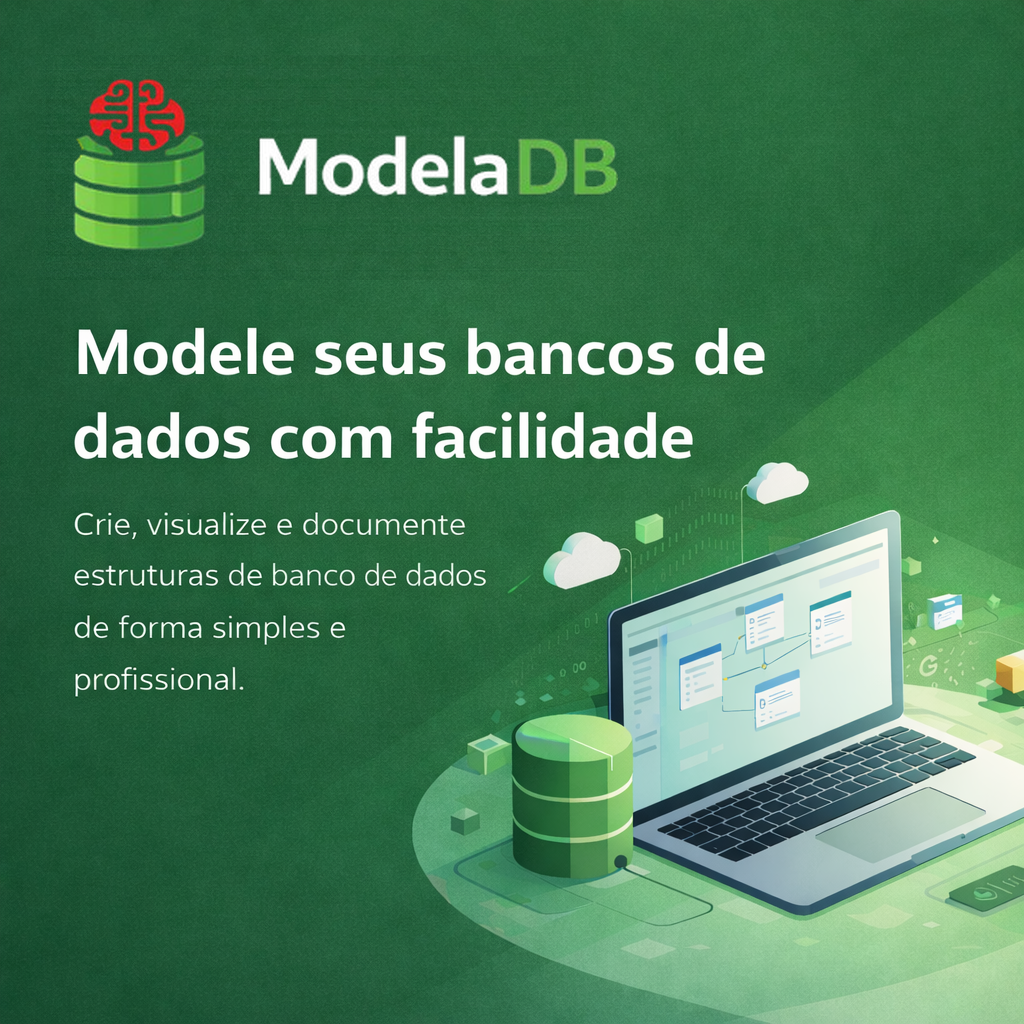 ModelaDB
Modele seus bancos de
dados com facilidade
Crie, visualize e documente
estruturas de banco de dados
de forma simples e
profissional.